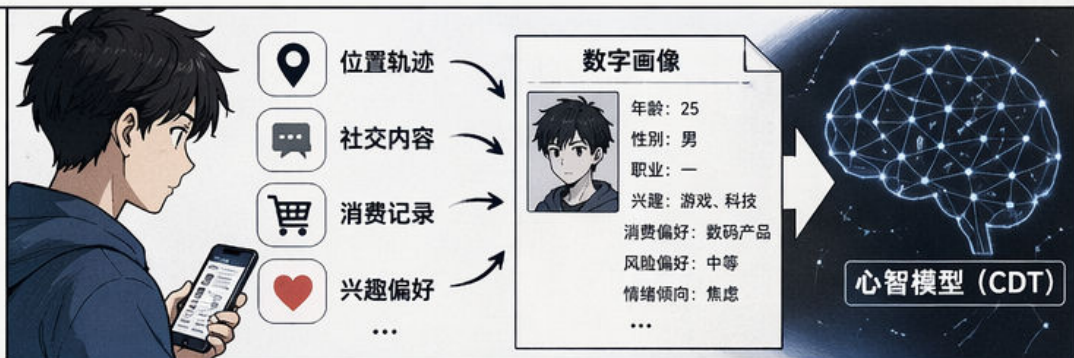 位置轨迹
社交内容
消费记录
兴趣偏好
...
数字画像
年龄：25
性别：男
职业：—
兴趣：游戏、科技
消费偏好：数码产品
风脸偏好：中等
情绪倾向：焦虑
...
心智模型（CDT）